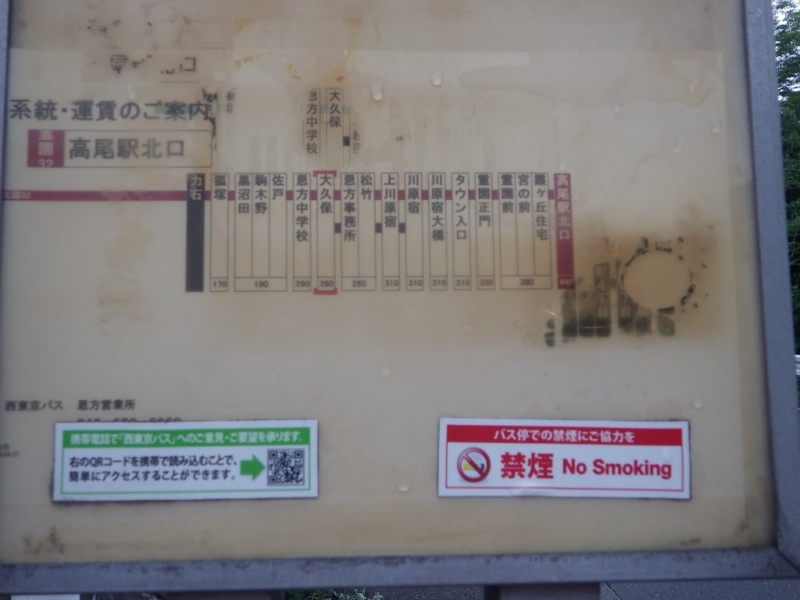 系統・運賃のご案内
霊園
32
高尾駅北口
恩方中学校
大久保
力石
狐塚
黒沼田
駒木野
佐戸
恩方中学校
大久保
恩方事務所
松竹
上川原宿
川原宿
川原宿大橋
タウン入口
霊園正門
霊園前
宮の前
霞ヶ丘住宅
高尾駅北口
170
190
260
260
260
310
310
310
310
350
380
西東京バス 恩方営業所
携帯電話で「西東京バス」へのご意見・ご要望を承ります。
右のQRコードを携帯で読み込むことで、
簡単にアクセスすることができます。
バス停での禁煙にご協力を
禁煙 No Smoking